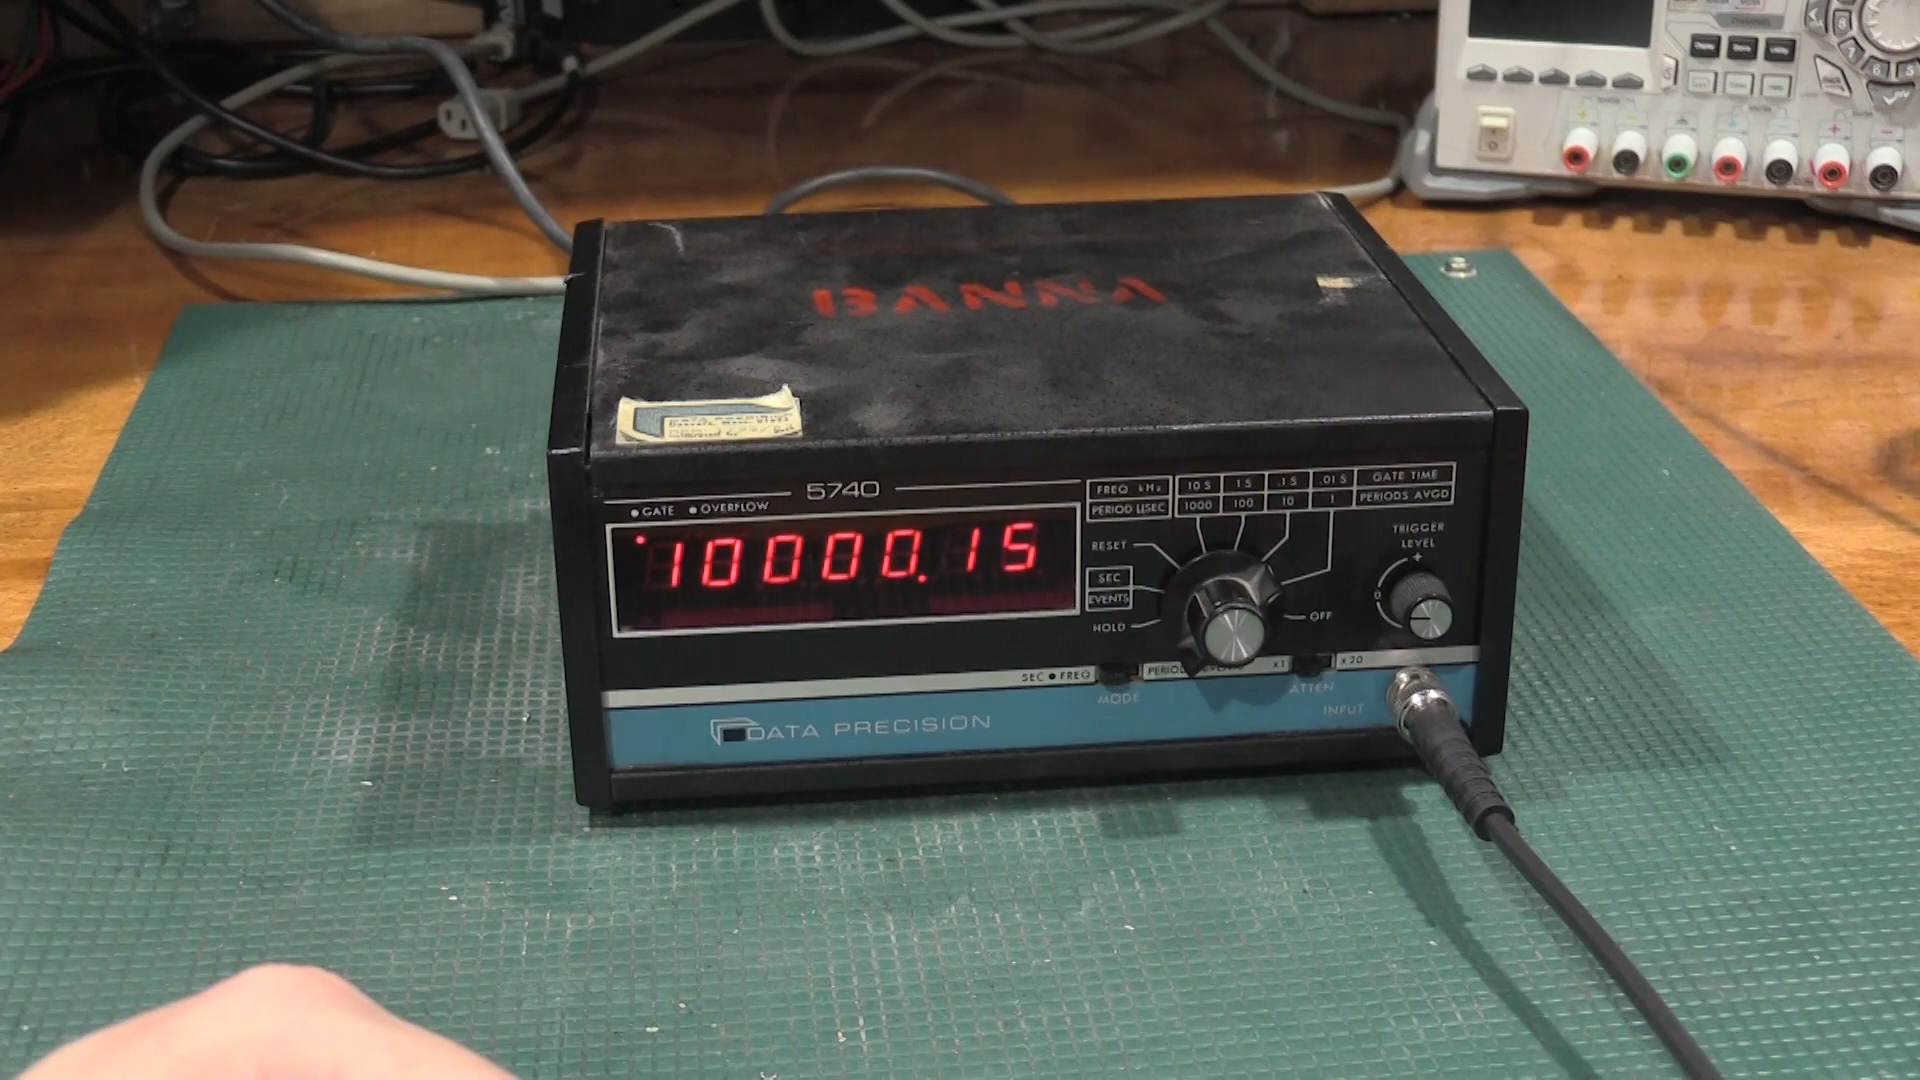 BANNA
5740
GATE OVERFLOW
10000.15
FREQ kHz 10 S 1 S .1 S .01 S GATE TIME
PERIOD µSEC 1000 100 10 1 PERIODS AVGD
RESET
SEC
EVENTS
HOLD
OFF
TRIGGER
LEVEL
+
0
SEC FREQ PERIOD x1 x20
MODE ATTEN
INPUT
DATA PRECISION